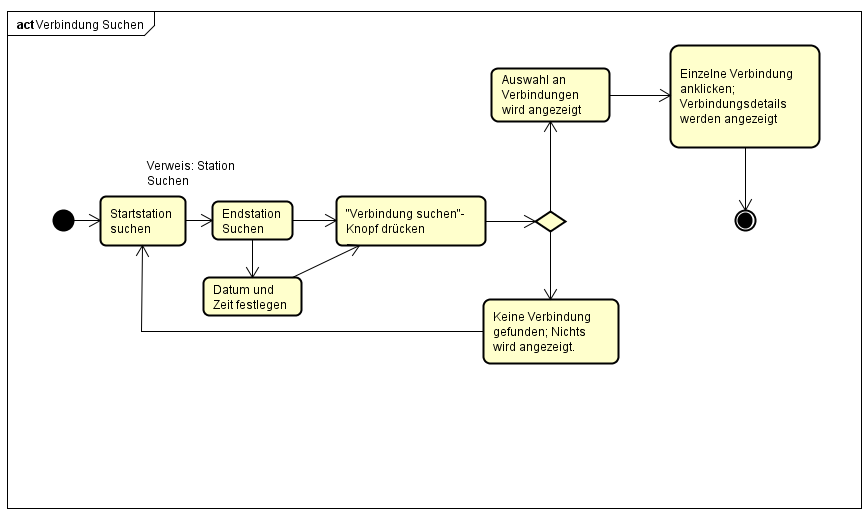 act Verbindung Suchen
Auswahl an
Verbindungen
wird angezeigt
Einzelne Verbindung
anklicken;
Verbindungsdetails
werden angezeigt
Verweis: Station
Suchen
Startstation
suchen
Endstation
Suchen
"Verbindung suchen"-
Knopf drücken
Datum und
Zeit festlegen
Keine Verbindung
gefunden; Nichts
wird angezeigt.